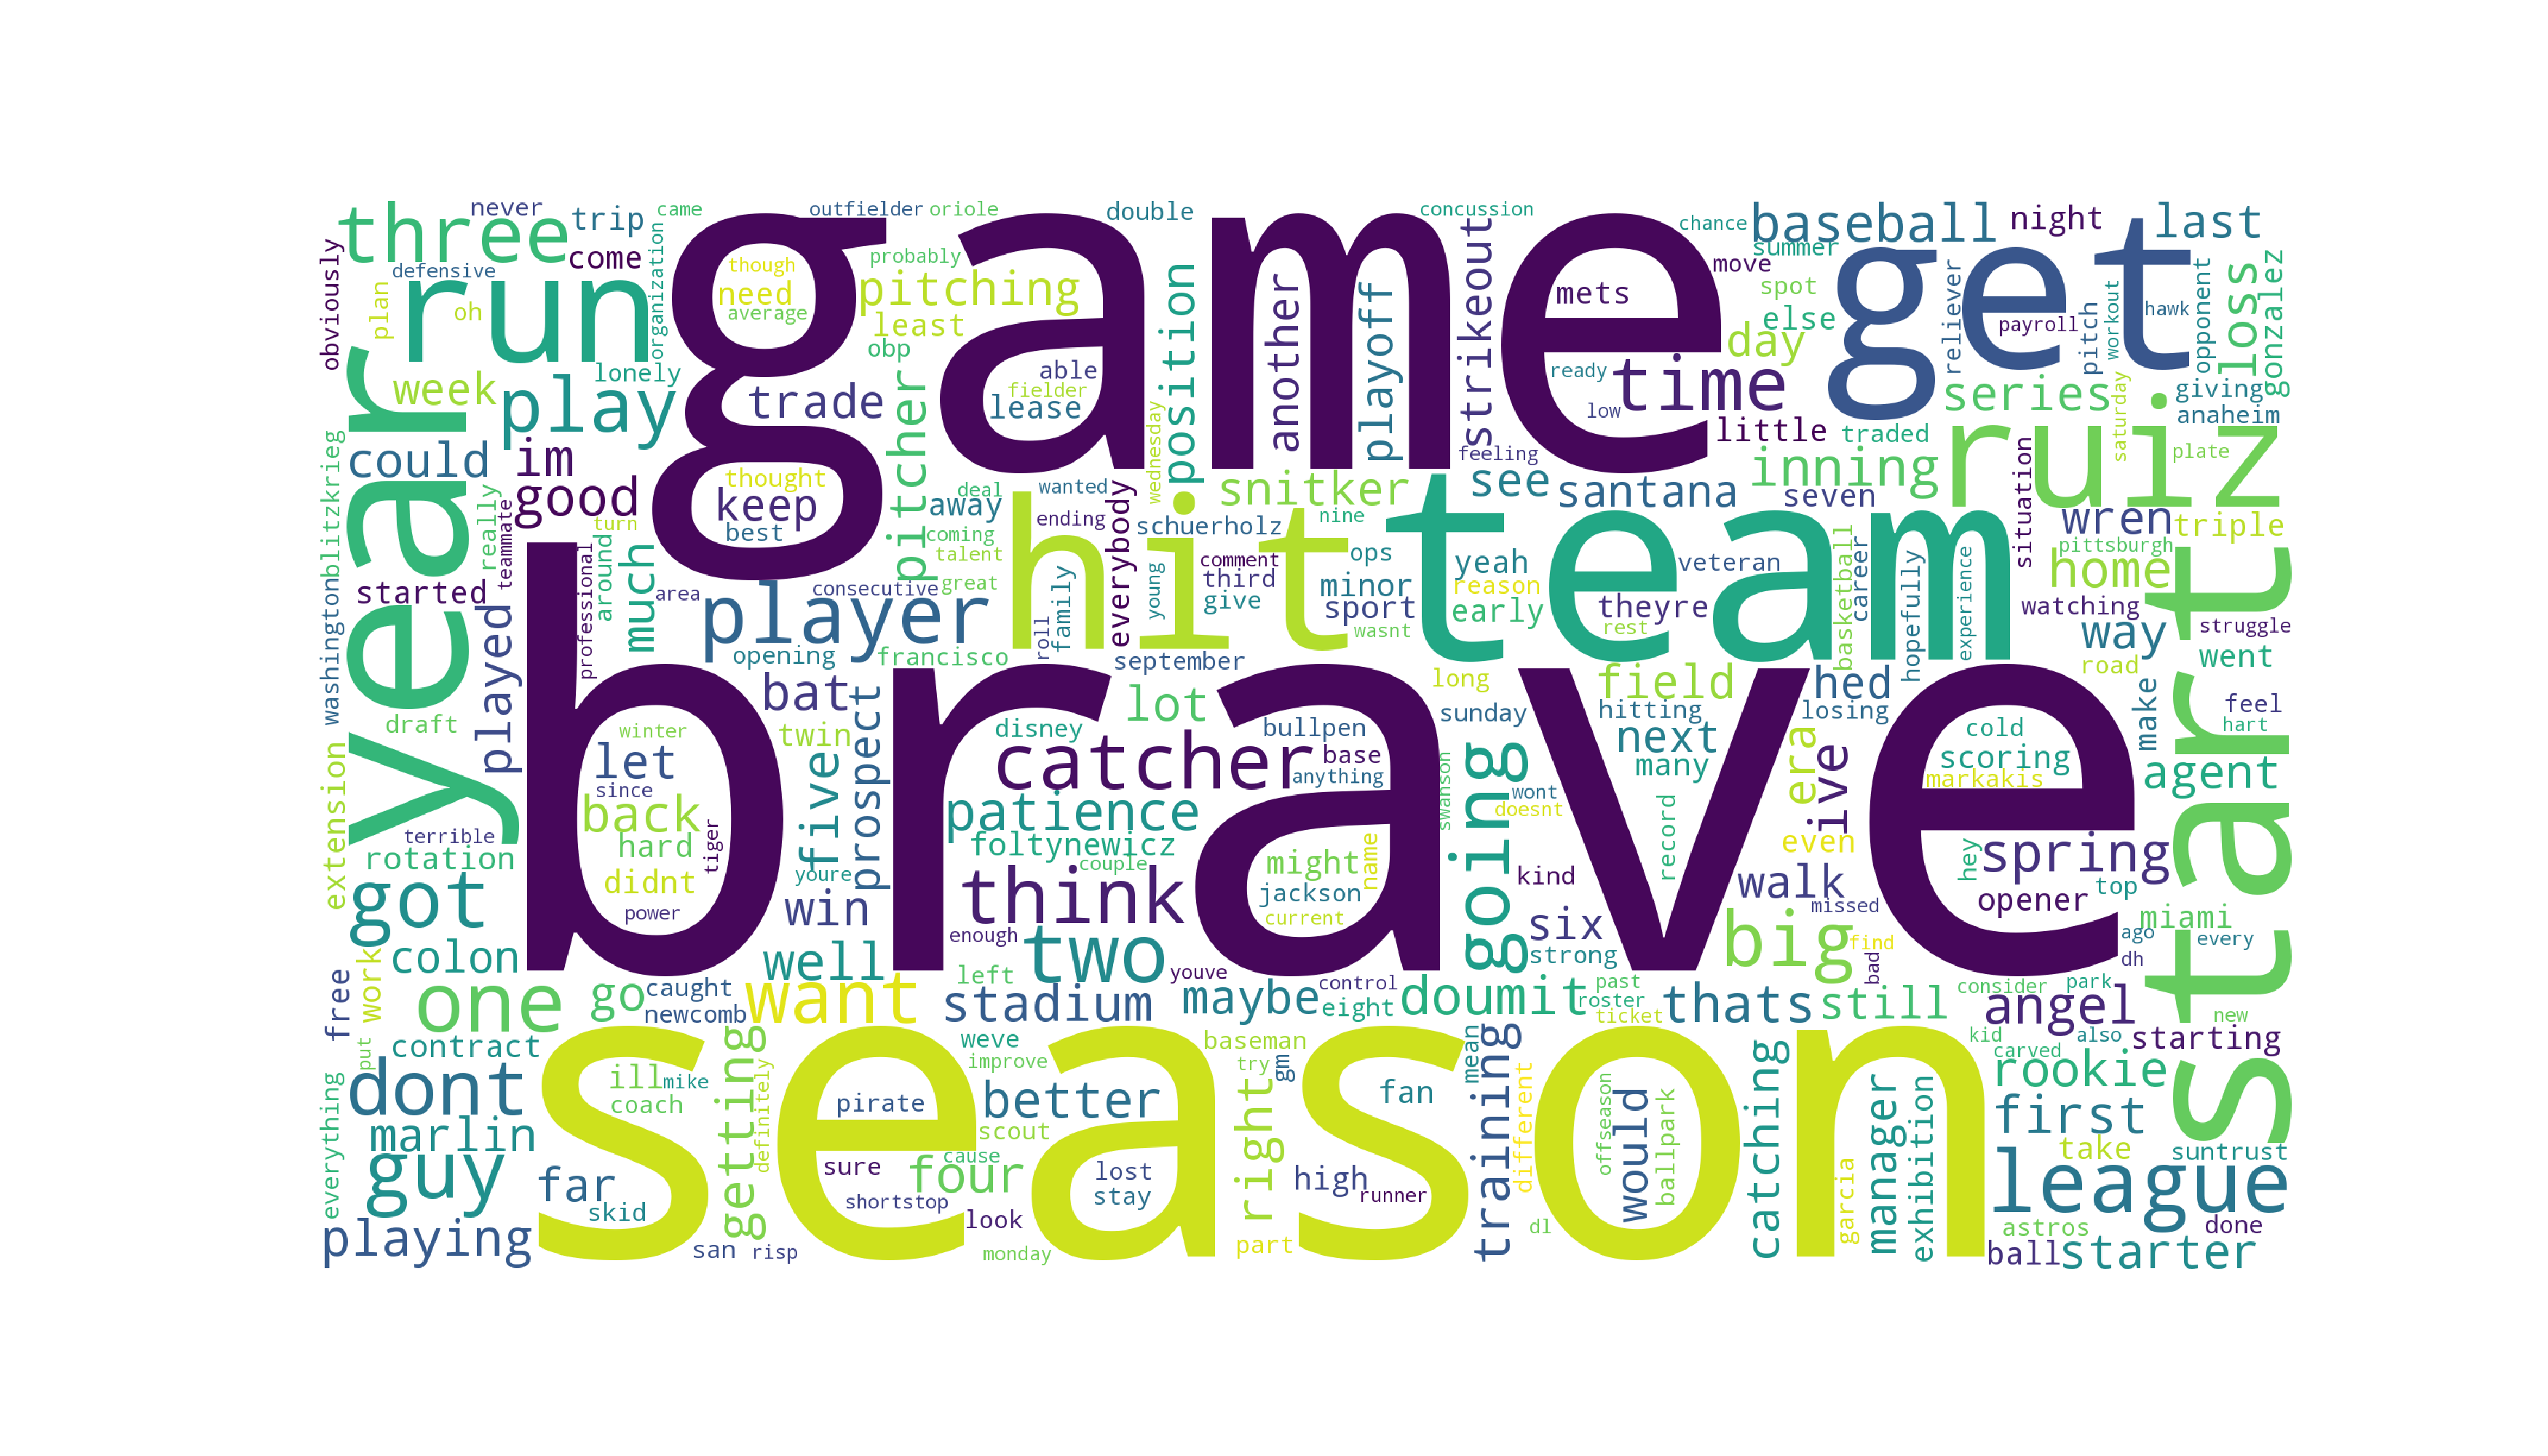 three
never
trip
come
came
outfielder
oriole
double
concussion
chance
baseball
summer
night
last
obviously
defensive
plan
oh
run
organization
game
though
need
average
probably
pitching
least
obp
position
another
playoff
strikeout
mets
move
spot
else
day
get
reliever
payroll
pitch
workout
hawk
opponent
loss
gonzalez
year
week
lonely
play
trade
pitcher
able
fielder
lease
ready
low
time
little
series
traded
saturday
giving
anaheim
could
im
good
thought
keep
best
away
deal
wednesday
wanted
snitker
feeling
see
santana
inning
seven
ruiz
situation
plate
washingtonblitzkrieg
really
teammate
turn
coming
talent
great
hit
ending
everybody
schuerholz
nine
ops
team
yeah
veteran
wren
triple
pittsburgh
home
started
professional
around
much
area
consecutive
player
young
comment
third
give
minor
sport
reason
early
wasnt
theyre
rest
basketball
career
hopefully
experience
watching
struggle
played
opening
francisco
roll
family
september
way
road
went
start
draft
brave
bat
twin
lot
long
field
hed
make
feel
hart
winter
let
since
prospect
disney
bullpen
sunday
hitting
losing
cold
scoring
extension
catcher
base
anything
swanson
going
next
many
era
ive
markakis
agent
terrible
rotation
back
hard
tiger
five
patience
foltynewicz
couple
youre
might
name
wont
doesnt
record
even
hey
spring
got
didnt
power
win
think
jackson
current
kind
walk
missed
opener
top
miami
colon
enough
two
youve
six
strong
big
find
bad
ago
dh
every
free
work
one
go
caught
newcomb
well
want
left
stadium
maybe
control
eight
doumit
past
roster
ticket
thats
still
consider
angel
park
new
put
contract
season
weve
improve
baseman
try
gm
mean
training
kid
carved
also
starting
everything
dont
ill
mike
coach
getting
definitely
pirate
better
scout
right
fan
different
offseason
would
ballpark
catching
manager
exhibition
rookie
first
marlin
guy
far
skid
sure
cause
four
shortstop
look
lost
stay
high
runner
take
suntrust
league
playing
san
risp
monday
part
dl
garcia
astros
done
ball
starter